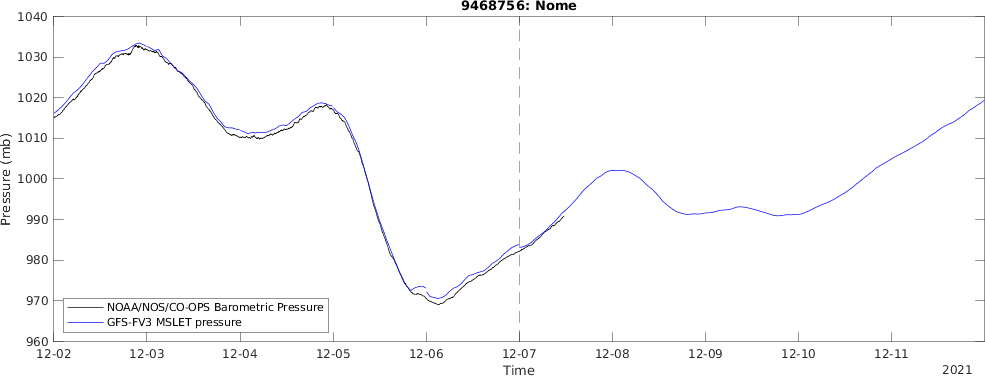 9468756: Nome
1040
1030
1020
1010
1000
990
980
970
960
Pressure (mb)
NOAA/NOS/CO-OPS Barometric Pressure
GFS-FV3 MSLET pressure
12-02 12-03 12-04 12-05 12-06 12-07 12-08 12-09 12-10 12-11
Time
2021